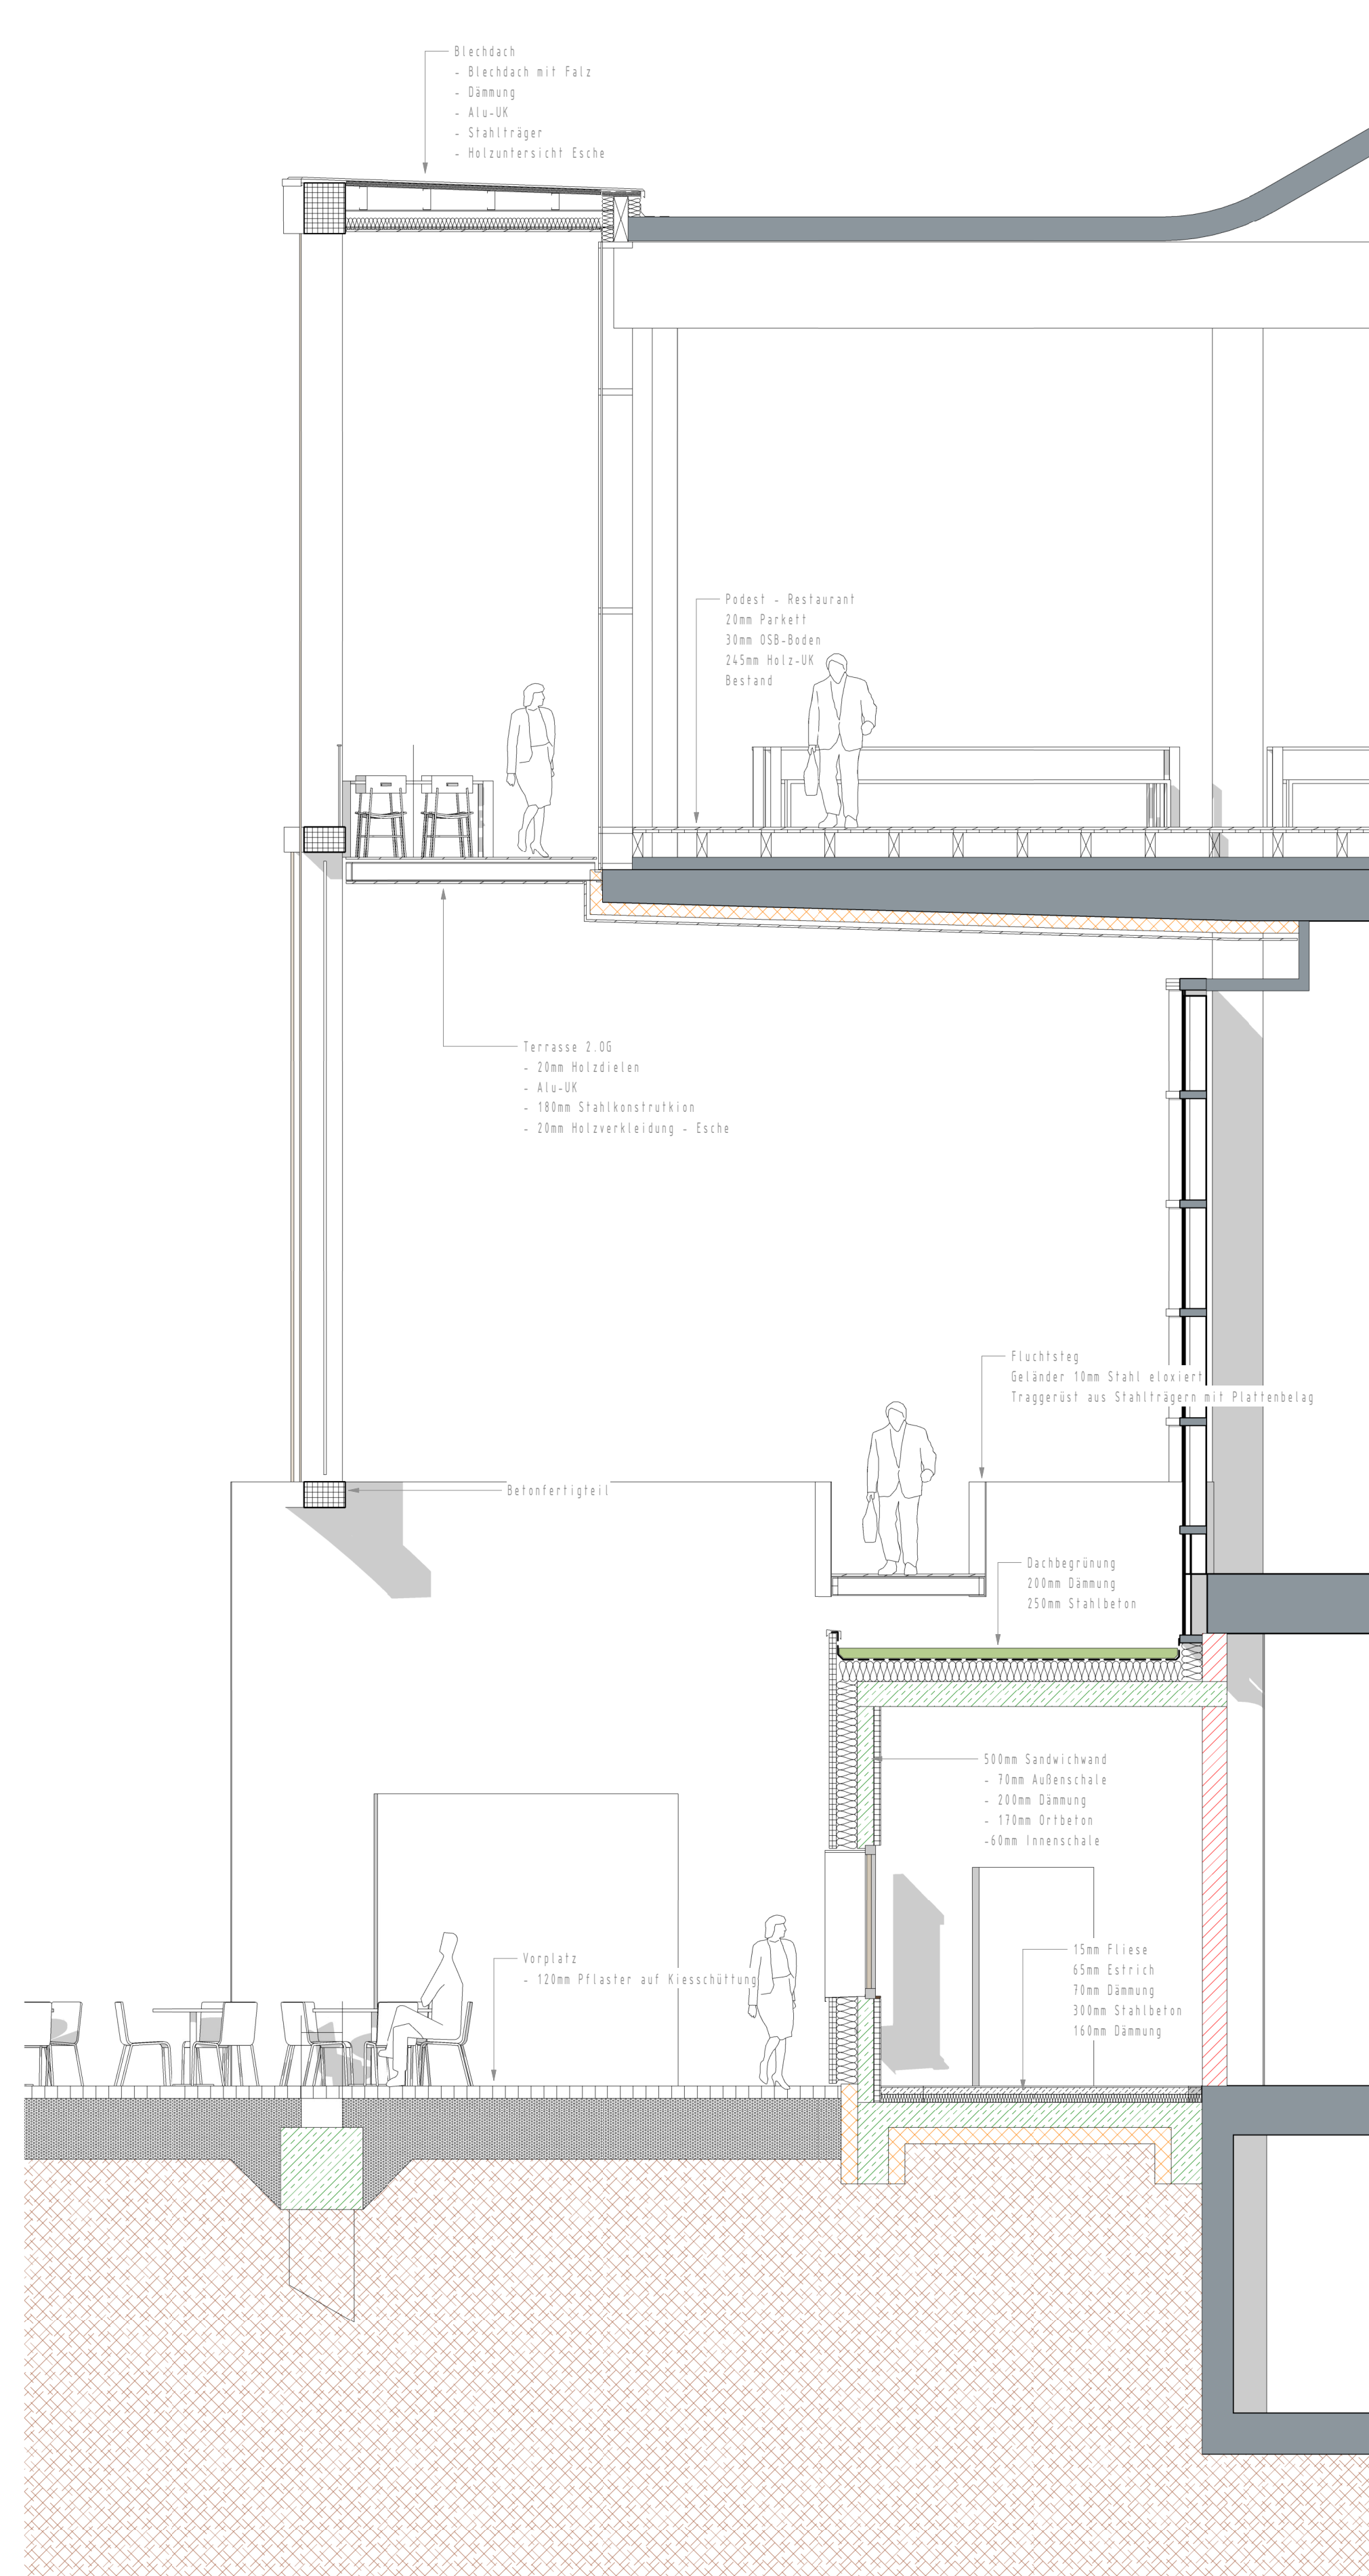 Blechdach
- Blechdach mit Falz
- Dämmung
- Alu-UK
- Stahlträger
- Holzuntersicht Esche
Podest - Restaurant
20mm Parkett
30mm OSB-Boden
245mm Holz-UK
Bestand
Terrasse 2.OG
- 20mm Holzdielen
- Alu-UK
- 180mm Stahlkonstrutkion
- 20mm Holzverkleidung - Esche
Fluchtsteg
Geländer 10mm Stahl eloxiert
Traggerüst aus Stahlträgern mit Plattenbelag
Betonfertigteil
Dachbegrünung
200mm Dämmung
250mm Stahlbeton
500mm Sandwichwand
- 70mm Außenschale
- 200mm Dämmung
- 170mm Ortbeton
-60mm Innenschale
Vorplatz
- 120mm Pflaster auf Kiesschüttung
15mm Fliese
65mm Estrich
70mm Dämmung
300mm Stahlbeton
160mm Dämmung